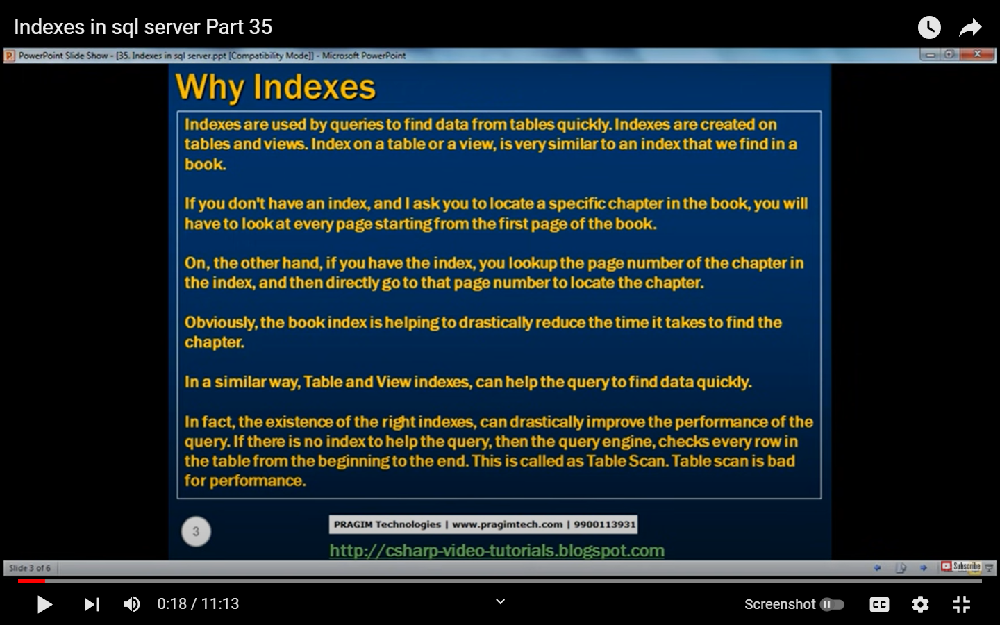 Indexes in sql server Part 35
PowerPoint Slide Show - [35. Indexes in sql server.ppt [Compatibility Mode]] - Microsoft PowerPoint
Why Indexes
Indexes are used by queries to find data from tables quickly. Indexes are created on
tables and views. Index on a table or a view, is very similar to an index that we find in a
book.
If you don't have an index, and I ask you to locate a specific chapter in the book, you will
have to look at every page starting from the first page of the book.
On, the other hand, if you have the index, you lookup the page number of the chapter in
the index, and then directly go to that page number to locate the chapter.
Obviously, the book index is helping to drastically reduce the time it takes to find the
chapter.
In a similar way, Table and View indexes, can help the query to find data quickly.
In fact, the existence of the right indexes, can drastically improve the performance of the
query. If there is no index to help the query, then the query engine, checks every row in
the table from the beginning to the end. This is called as Table Scan. Table scan is bad
for performance.
3
PRAGIM Technologies | www.pragimtech.com | 9900113931
http://csharp-video-tutorials.blogspot.com
Slide 3 of 6
Subscribe
0:18 / 11:13
Screenshot
CC